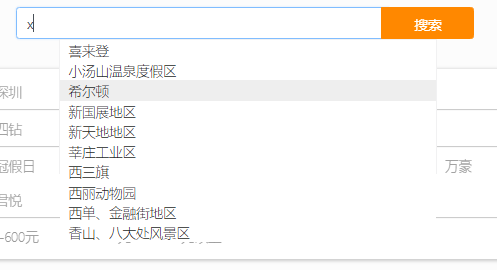 x 搜索
喜来登
小汤山温泉度假区
深圳 希尔顿
新国展地区
四钻 新天地地区
莘庄工业区
冠假日 西三旗 万豪
西丽动物园
君悦 西单、金融街地区
-600元 香山、八大处风景区